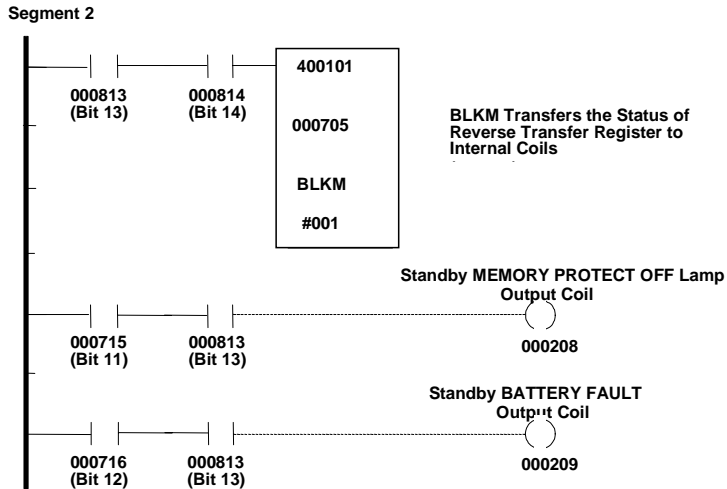 Segment 2
000813
(Bit 13)
000814
(Bit 14)
400101
000705
BLKM
#001
BLKM Transfers the Status of
Reverse Transfer Register to
Internal Coils
Standby MEMORY PROTECT OFF Lamp
Output Coil
000715
(Bit 11)
000813
(Bit 13)
000208
Standby BATTERY FAULT
Output Coil
000716
(Bit 12)
000813
(Bit 13)
000209